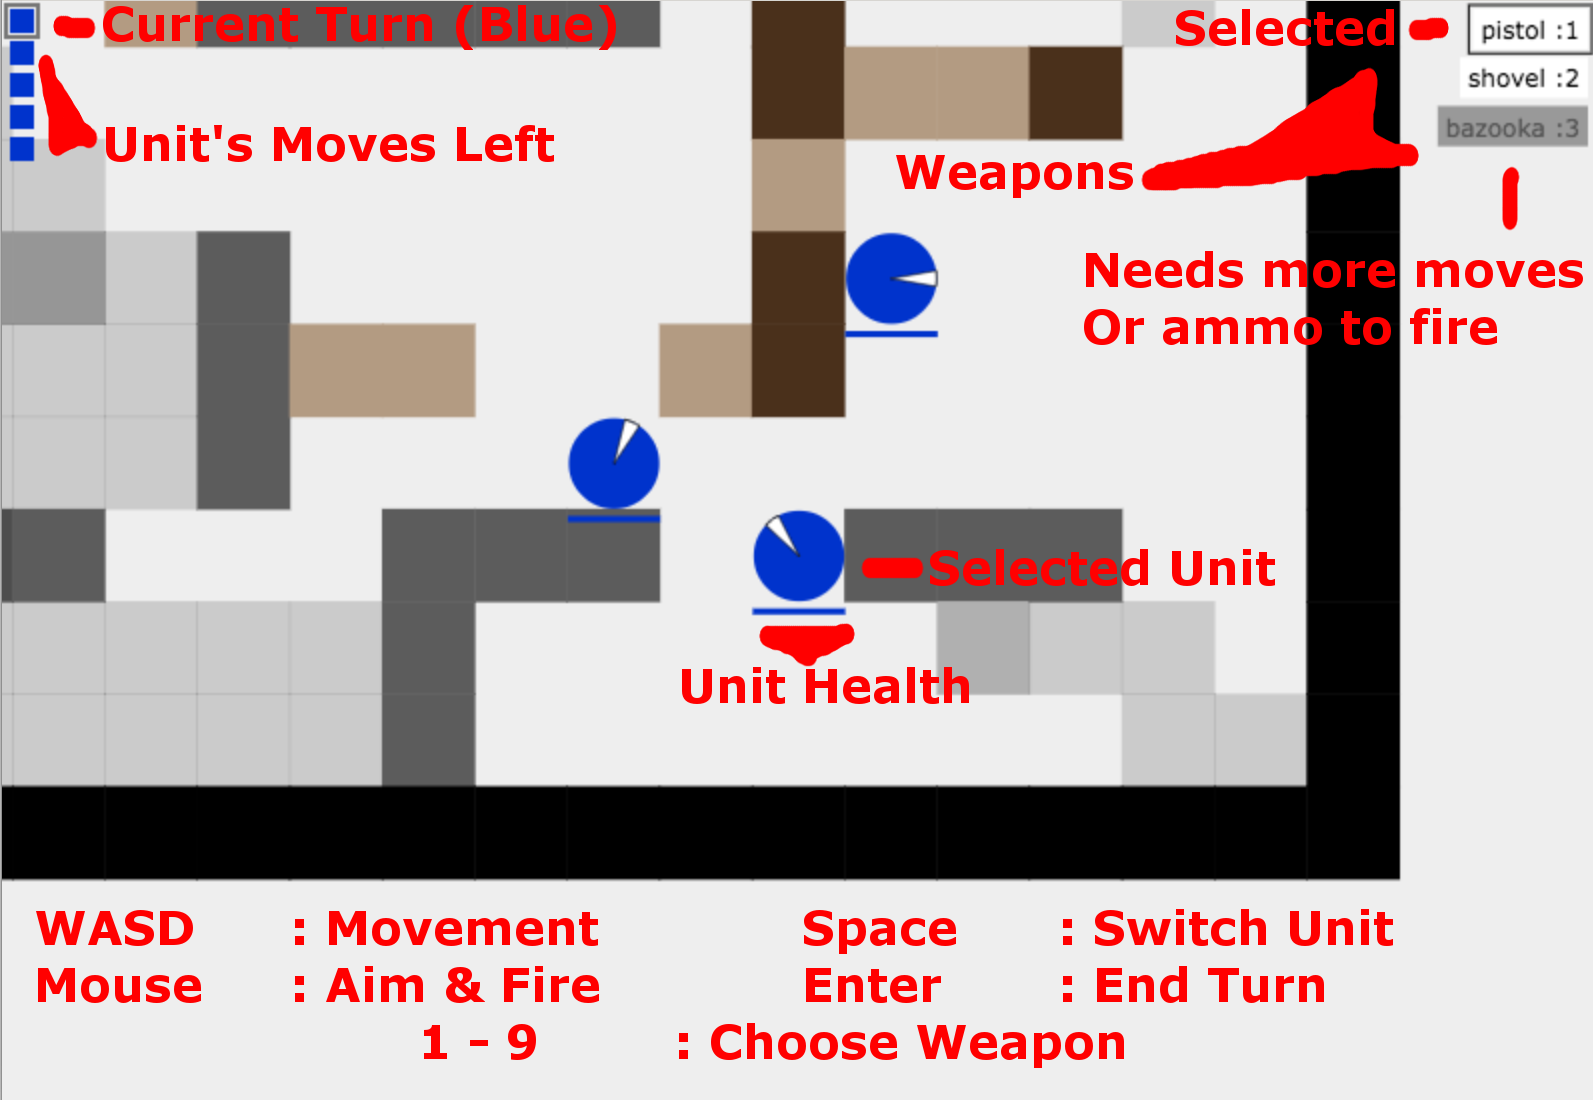 Current Turn (Blue)
Selected
pistol :1
shovel :2
bazooka :3
Unit's Moves Left
Weapons
Needs more moves
Or ammo to fire
Selected Unit
Unit Health
WASD : Movement
Space : Switch Unit
Mouse : Aim & Fire
Enter : End Turn
1 - 9 : Choose Weapon